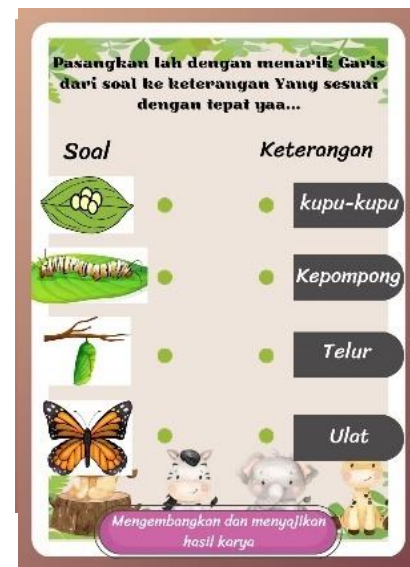 Pasangkan lah dengan menarik Garis
dari soal ke keterangan Yang sesuai
dengan tepat yaa...
Soal
Keterangan
kupu-kupu
Kepompong
Telur
Ulat
Mengembangkan dan menyajikan
hasil karya